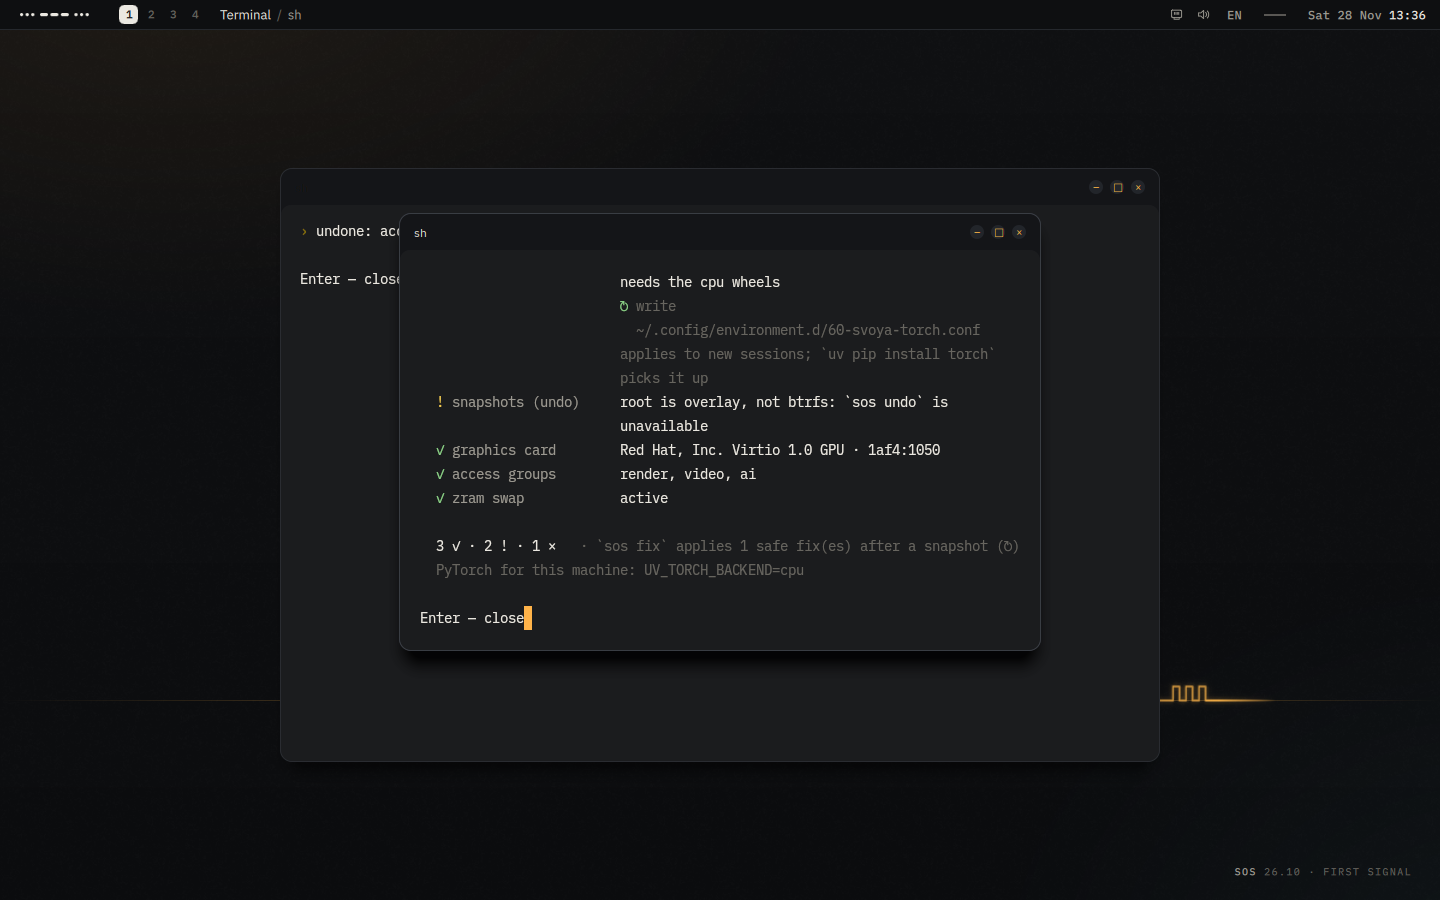 1 2 3 4 Terminal / sh EN Sat 28 Nov 13:36
› undone: acc
Enter — close
sh
needs the cpu wheels
↻ write
~/.config/environment.d/60-svoya-torch.conf
applies to new sessions; `uv pip install torch`
picks it up
! snapshots (undo) root is overlay, not btrfs: `sos undo` is
unavailable
✓ graphics card Red Hat, Inc. Virtio 1.0 GPU · 1af4:1050
✓ access groups render, video, ai
✓ zram swap active
3 ✓ · 2 ! · 1 × · `sos fix` applies 1 safe fix(es) after a snapshot (↻)
PyTorch for this machine: UV_TORCH_BACKEND=cpu
Enter — close
SOS 26.10 · FIRST SIGNAL